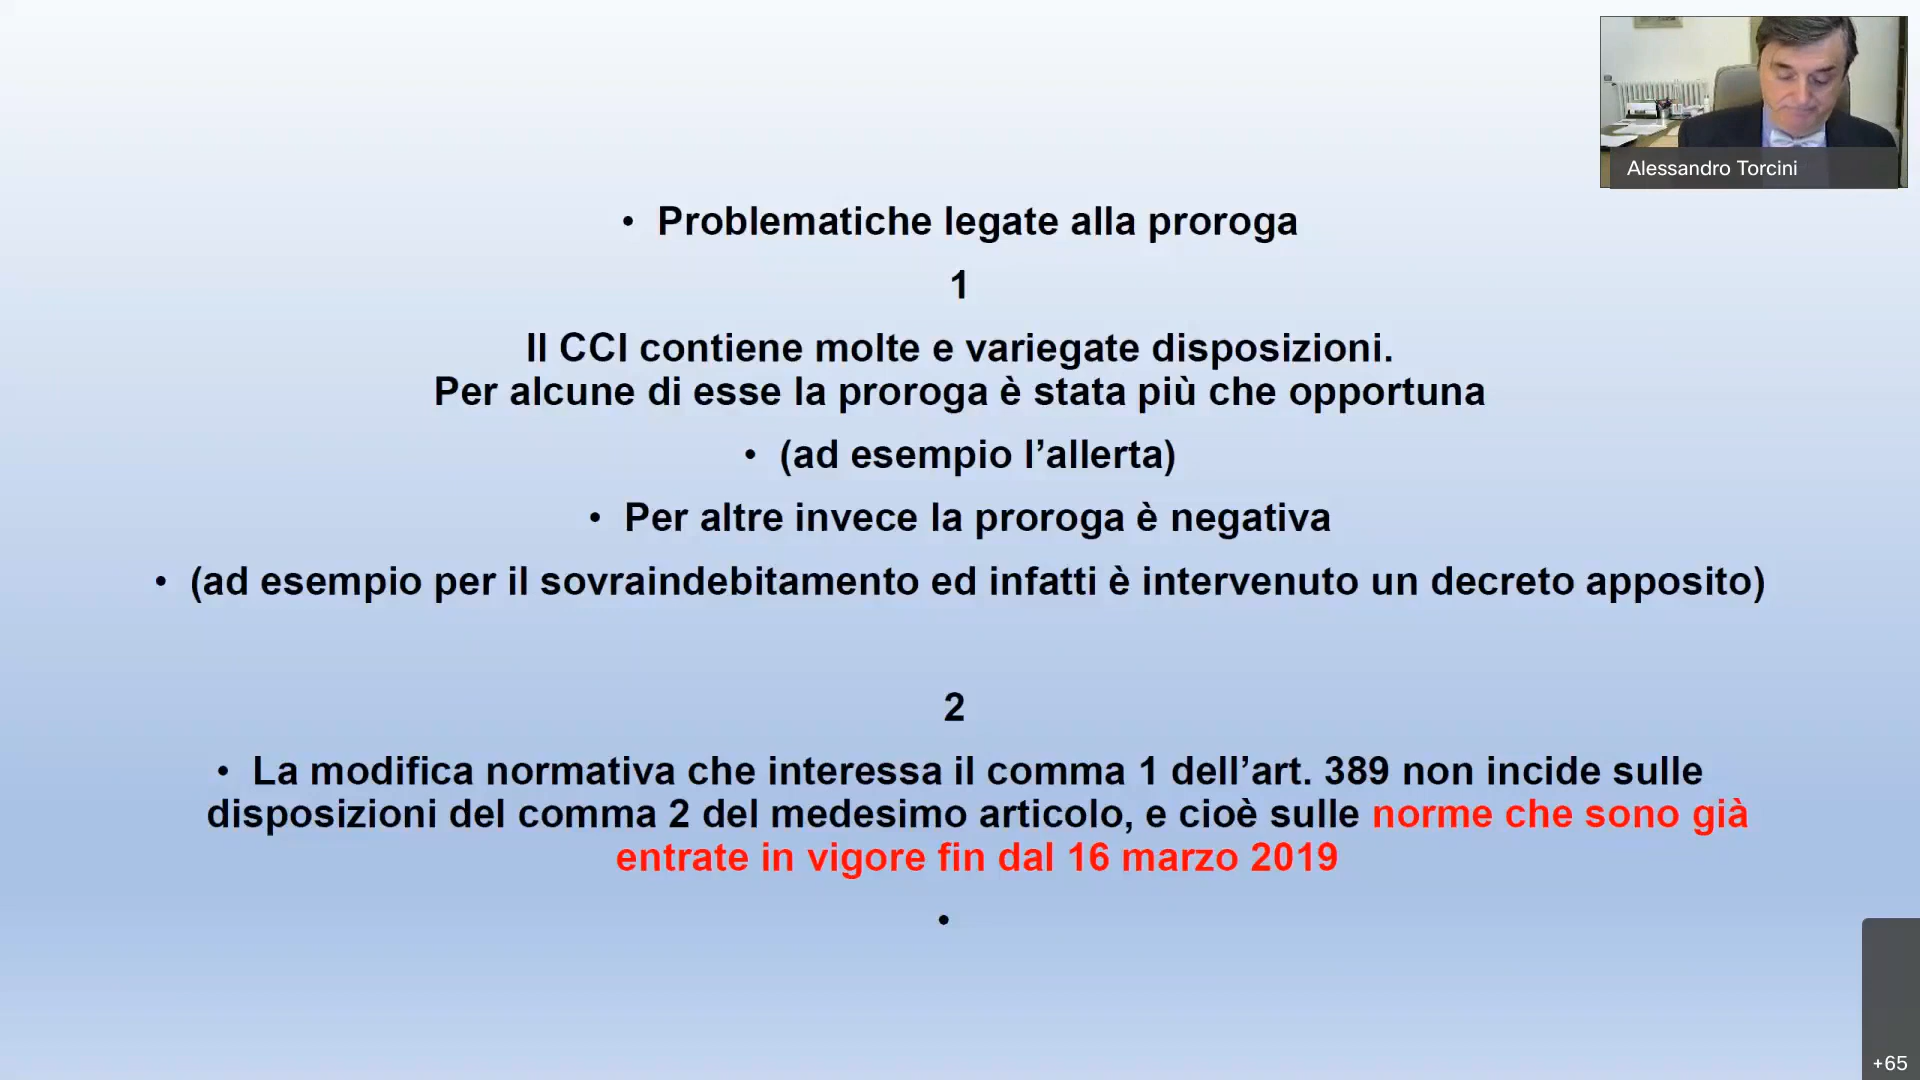 Alessandro Torcini
• Problematiche legate alla proroga
1
Il CCI contiene molte e variegate disposizioni.
Per alcune di esse la proroga è stata più che opportuna
• (ad esempio l’allerta)
• Per altre invece la proroga è negativa
• (ad esempio per il sovraindebitamento ed infatti è intervenuto un decreto apposito)
2
• La modifica normativa che interessa il comma 1 dell’art. 389 non incide sulle
disposizioni del comma 2 del medesimo articolo, e cioè sulle norme che sono già
entrate in vigore fin dal 16 marzo 2019
•
+65